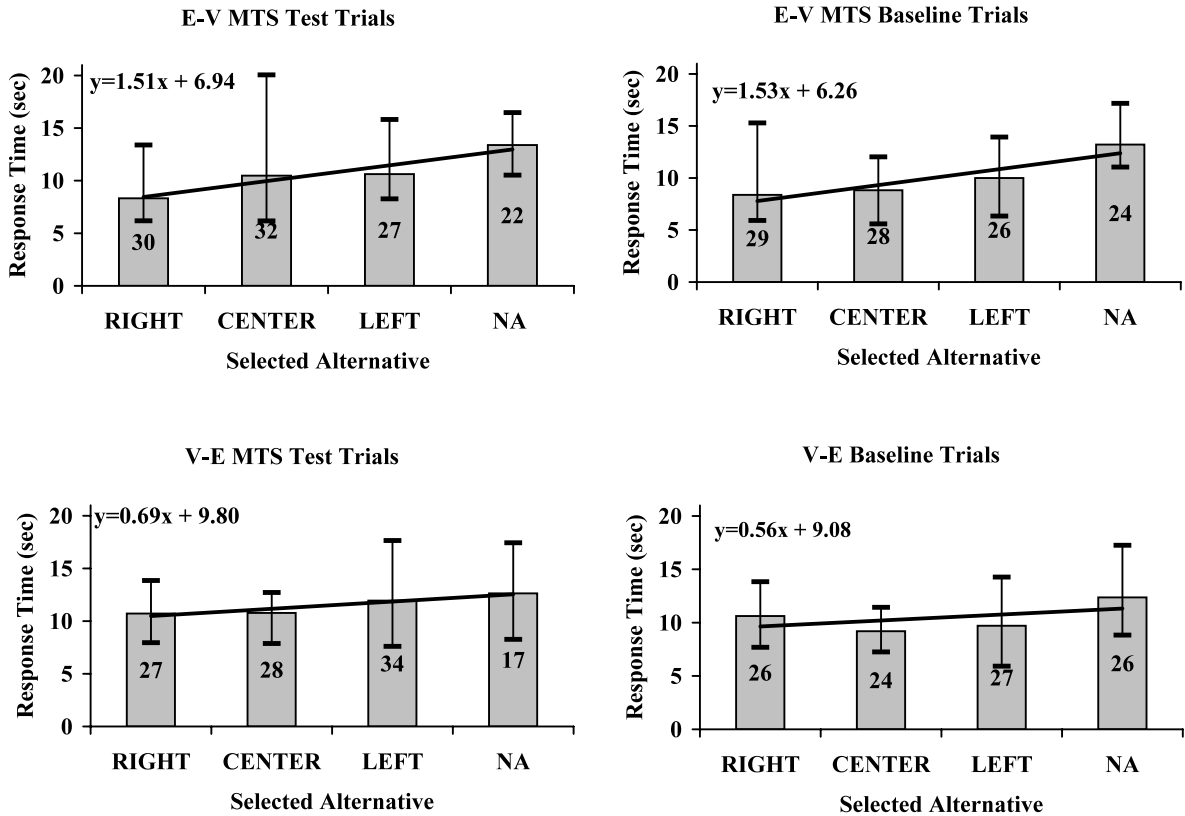 E-V MTS Test Trials
y=1.51x + 6.94
Response Time (sec)
20
15
10
5
0
30
32
27
22
RIGHT
CENTER
LEFT
NA
Selected Alternative
E-V MTS Baseline Trials
y=1.53x + 6.26
Response Time (sec)
20
15
10
5
0
29
28
26
24
RIGHT
CENTER
LEFT
NA
Selected Alternative
V-E MTS Test Trials
y=0.69x + 9.80
Response Time (sec)
20
15
10
5
0
27
28
34
17
RIGHT
CENTER
LEFT
NA
Selected Alternative
V-E Baseline Trials
y=0.56x + 9.08
Response Time (sec)
20
15
10
5
0
26
24
27
26
RIGHT
CENTER
LEFT
NA
Selected Alternative